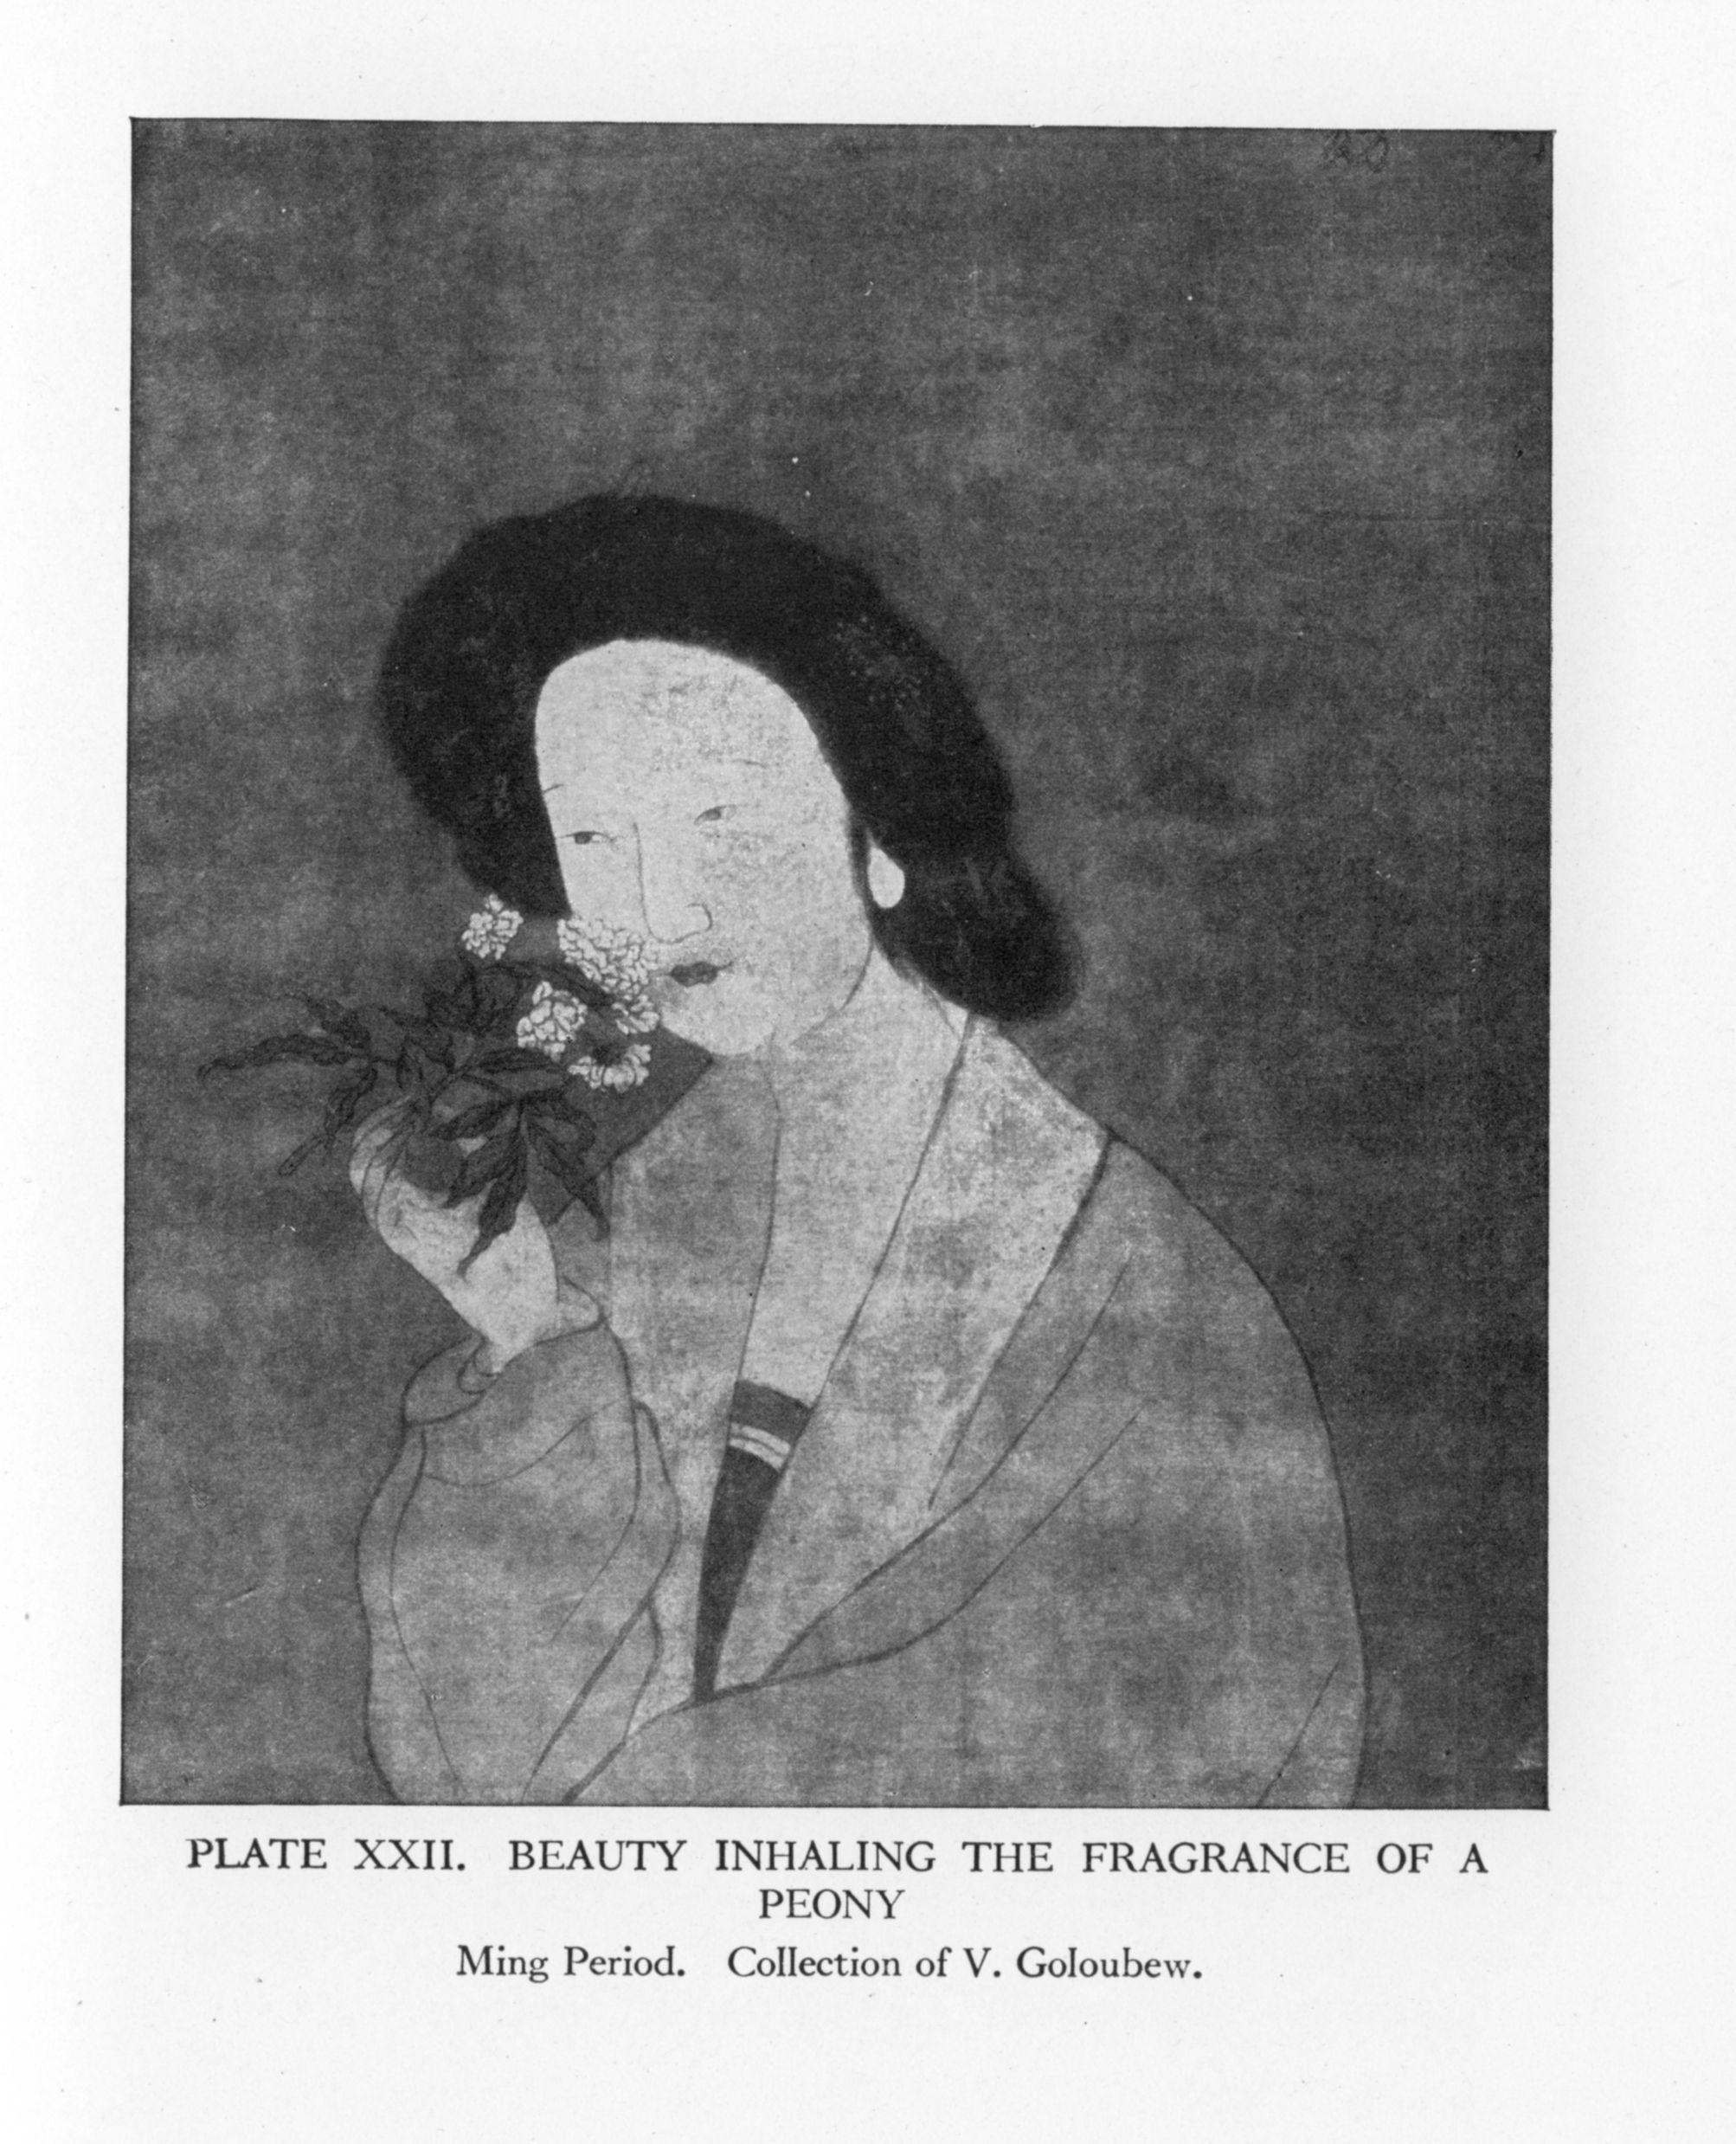 PLATE XXII. BEAUTY INHALING THE FRAGRANCE OF A
PEONY
Ming Period. Collection of V. Goloubew.